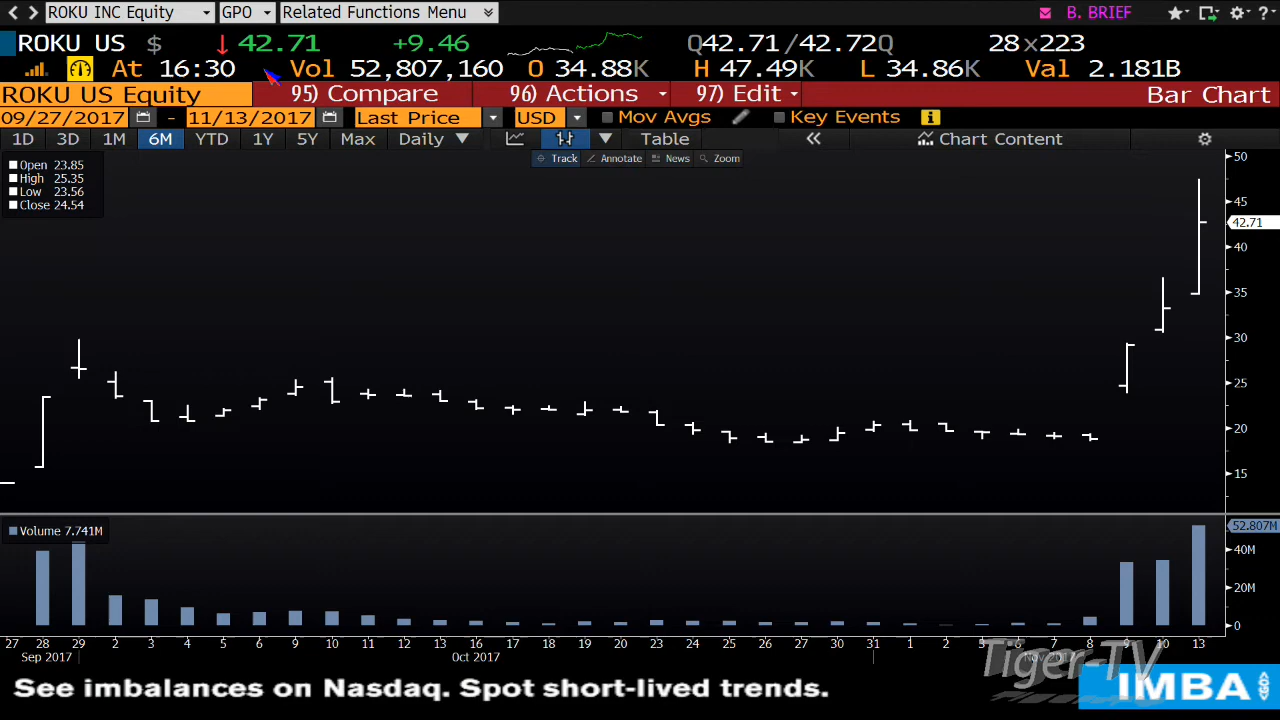 ROKU INC Equity GPO Related Functions Menu B. BRIEF ?
ROKU US $ ↓ 42.71 +9.46 Q42.71/42.72Q 28x223
At 16:30 Vol 52,807,160 O 34.88K H 47.49K L 34.86K Val 2.181B
ROKU US Equity 95) Compare 96) Actions 97) Edit Bar Chart
09/27/2017 - 11/13/2017 Last Price USD Mov Avgs Key Events i
1D 3D 1M 6M YTD 1Y 5Y Max Daily Table « Chart Content
Track Annotate News Zoom
Open 23.85
High 25.35
Low 23.56
Close 24.54
50
45
42.71
40
35
30
25
20
15
Volume 7.741M
52.807M
40M
20M
0
27 28 29 2 3 4 5 6 9 10 11 12 13 16 17 18 19 20 23 24 25 26 27 30 31 1 2 3 6 7 8 9 10 13
Sep 2017 Oct 2017 Nov 2017
Tiger-TV
See imbalances on Nasdaq. Spot short-lived trends.
IMBA